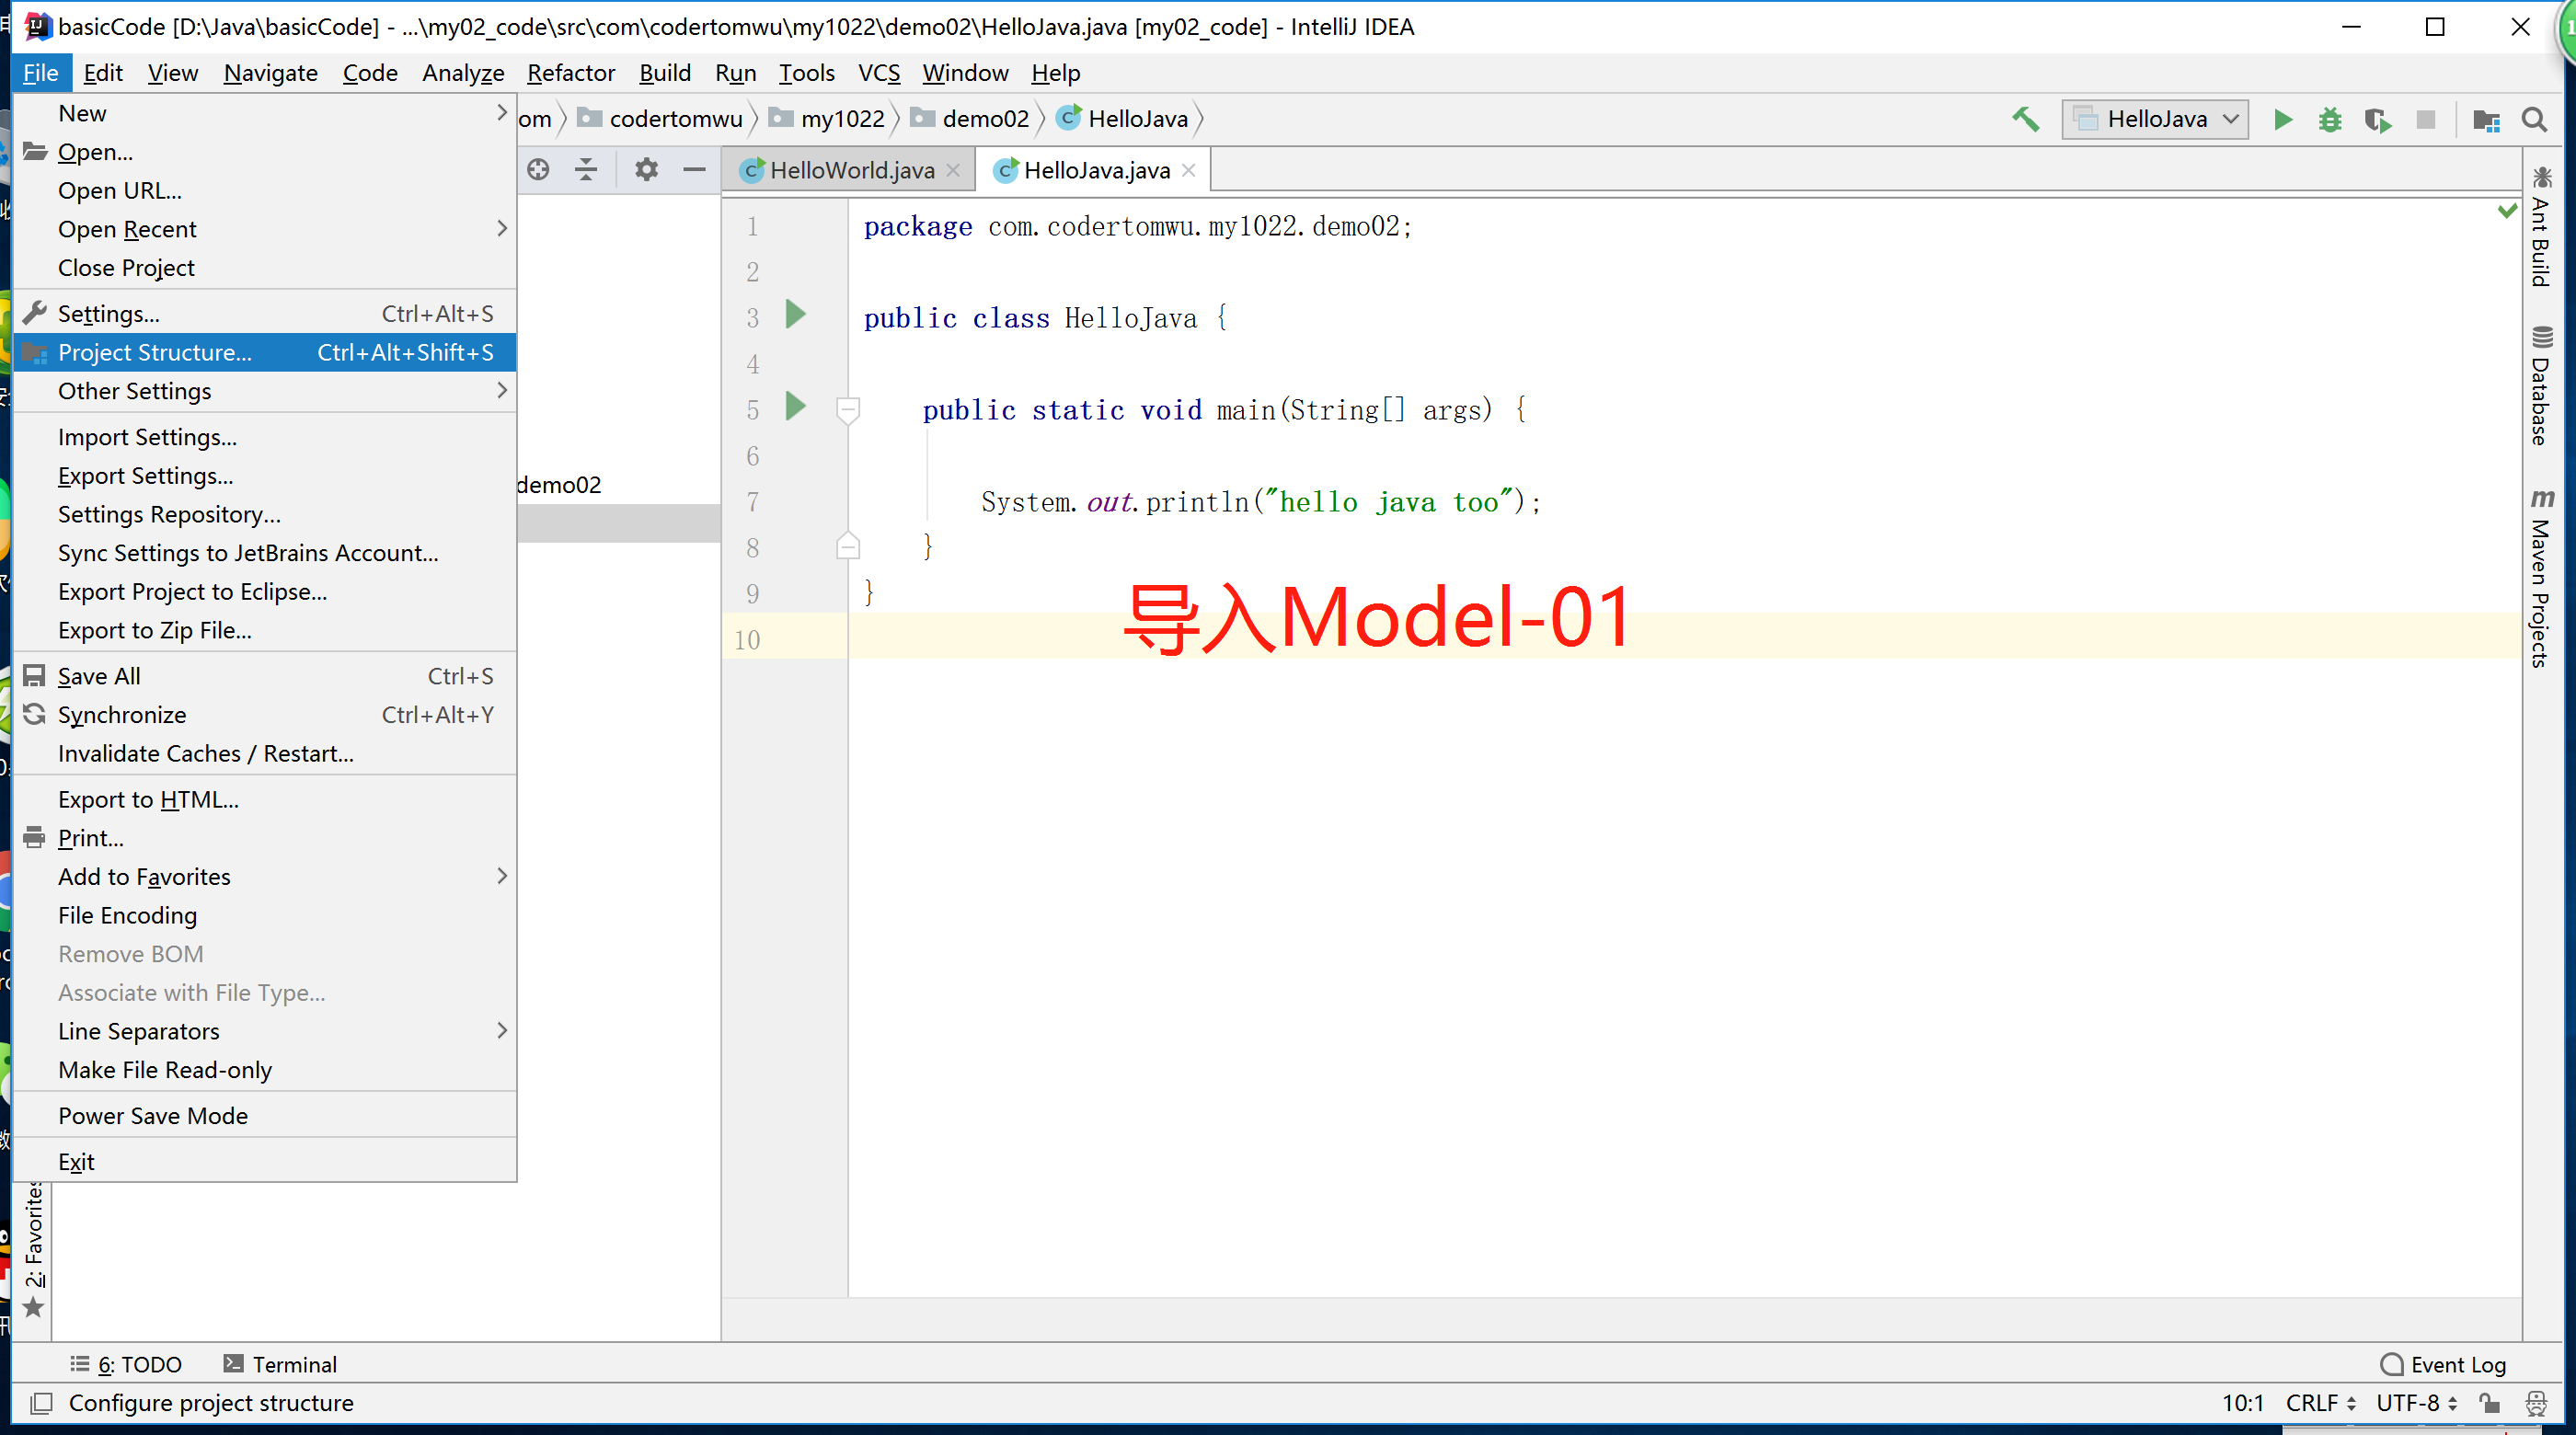 basicCode [D:\Java\basicCode] - ...\my02_code\src\com\codertomwu\my1022\demo02\HelloJava.java [my02_code] - IntelliJ IDEA
File Edit View Navigate Code Analyze Refactor Build Run Tools VCS Window Help
om codertomwu my1022 demo02 HelloJava
HelloJava
New
Open...
Open URL...
Open Recent
Close Project
Settings... Ctrl+Alt+S
Project Structure... Ctrl+Alt+Shift+S
Other Settings
Import Settings...
Export Settings...
Settings Repository...
Sync Settings to JetBrains Account...
Export Project to Eclipse...
Export to Zip File...
Save All Ctrl+S
Synchronize Ctrl+Alt+Y
Invalidate Caches / Restart...
Export to HTML...
Print...
Add to Favorites
File Encoding
Remove BOM
Associate with File Type...
Line Separators
Make File Read-only
Power Save Mode
Exit
demo02
HelloWorld.java HelloJava.java
1 package com.codertomwu.my1022.demo02;
2
3 public class HelloJava {
4
5 public static void main(String[] args) {
6
7 System.out.println("hello java too");
8 }
9 }
10
导入Model-01
Ant Build
Database
Maven Projects
2: Favorites
6: TODO Terminal
Event Log
Configure project structure
10:1 CRLF UTF-8